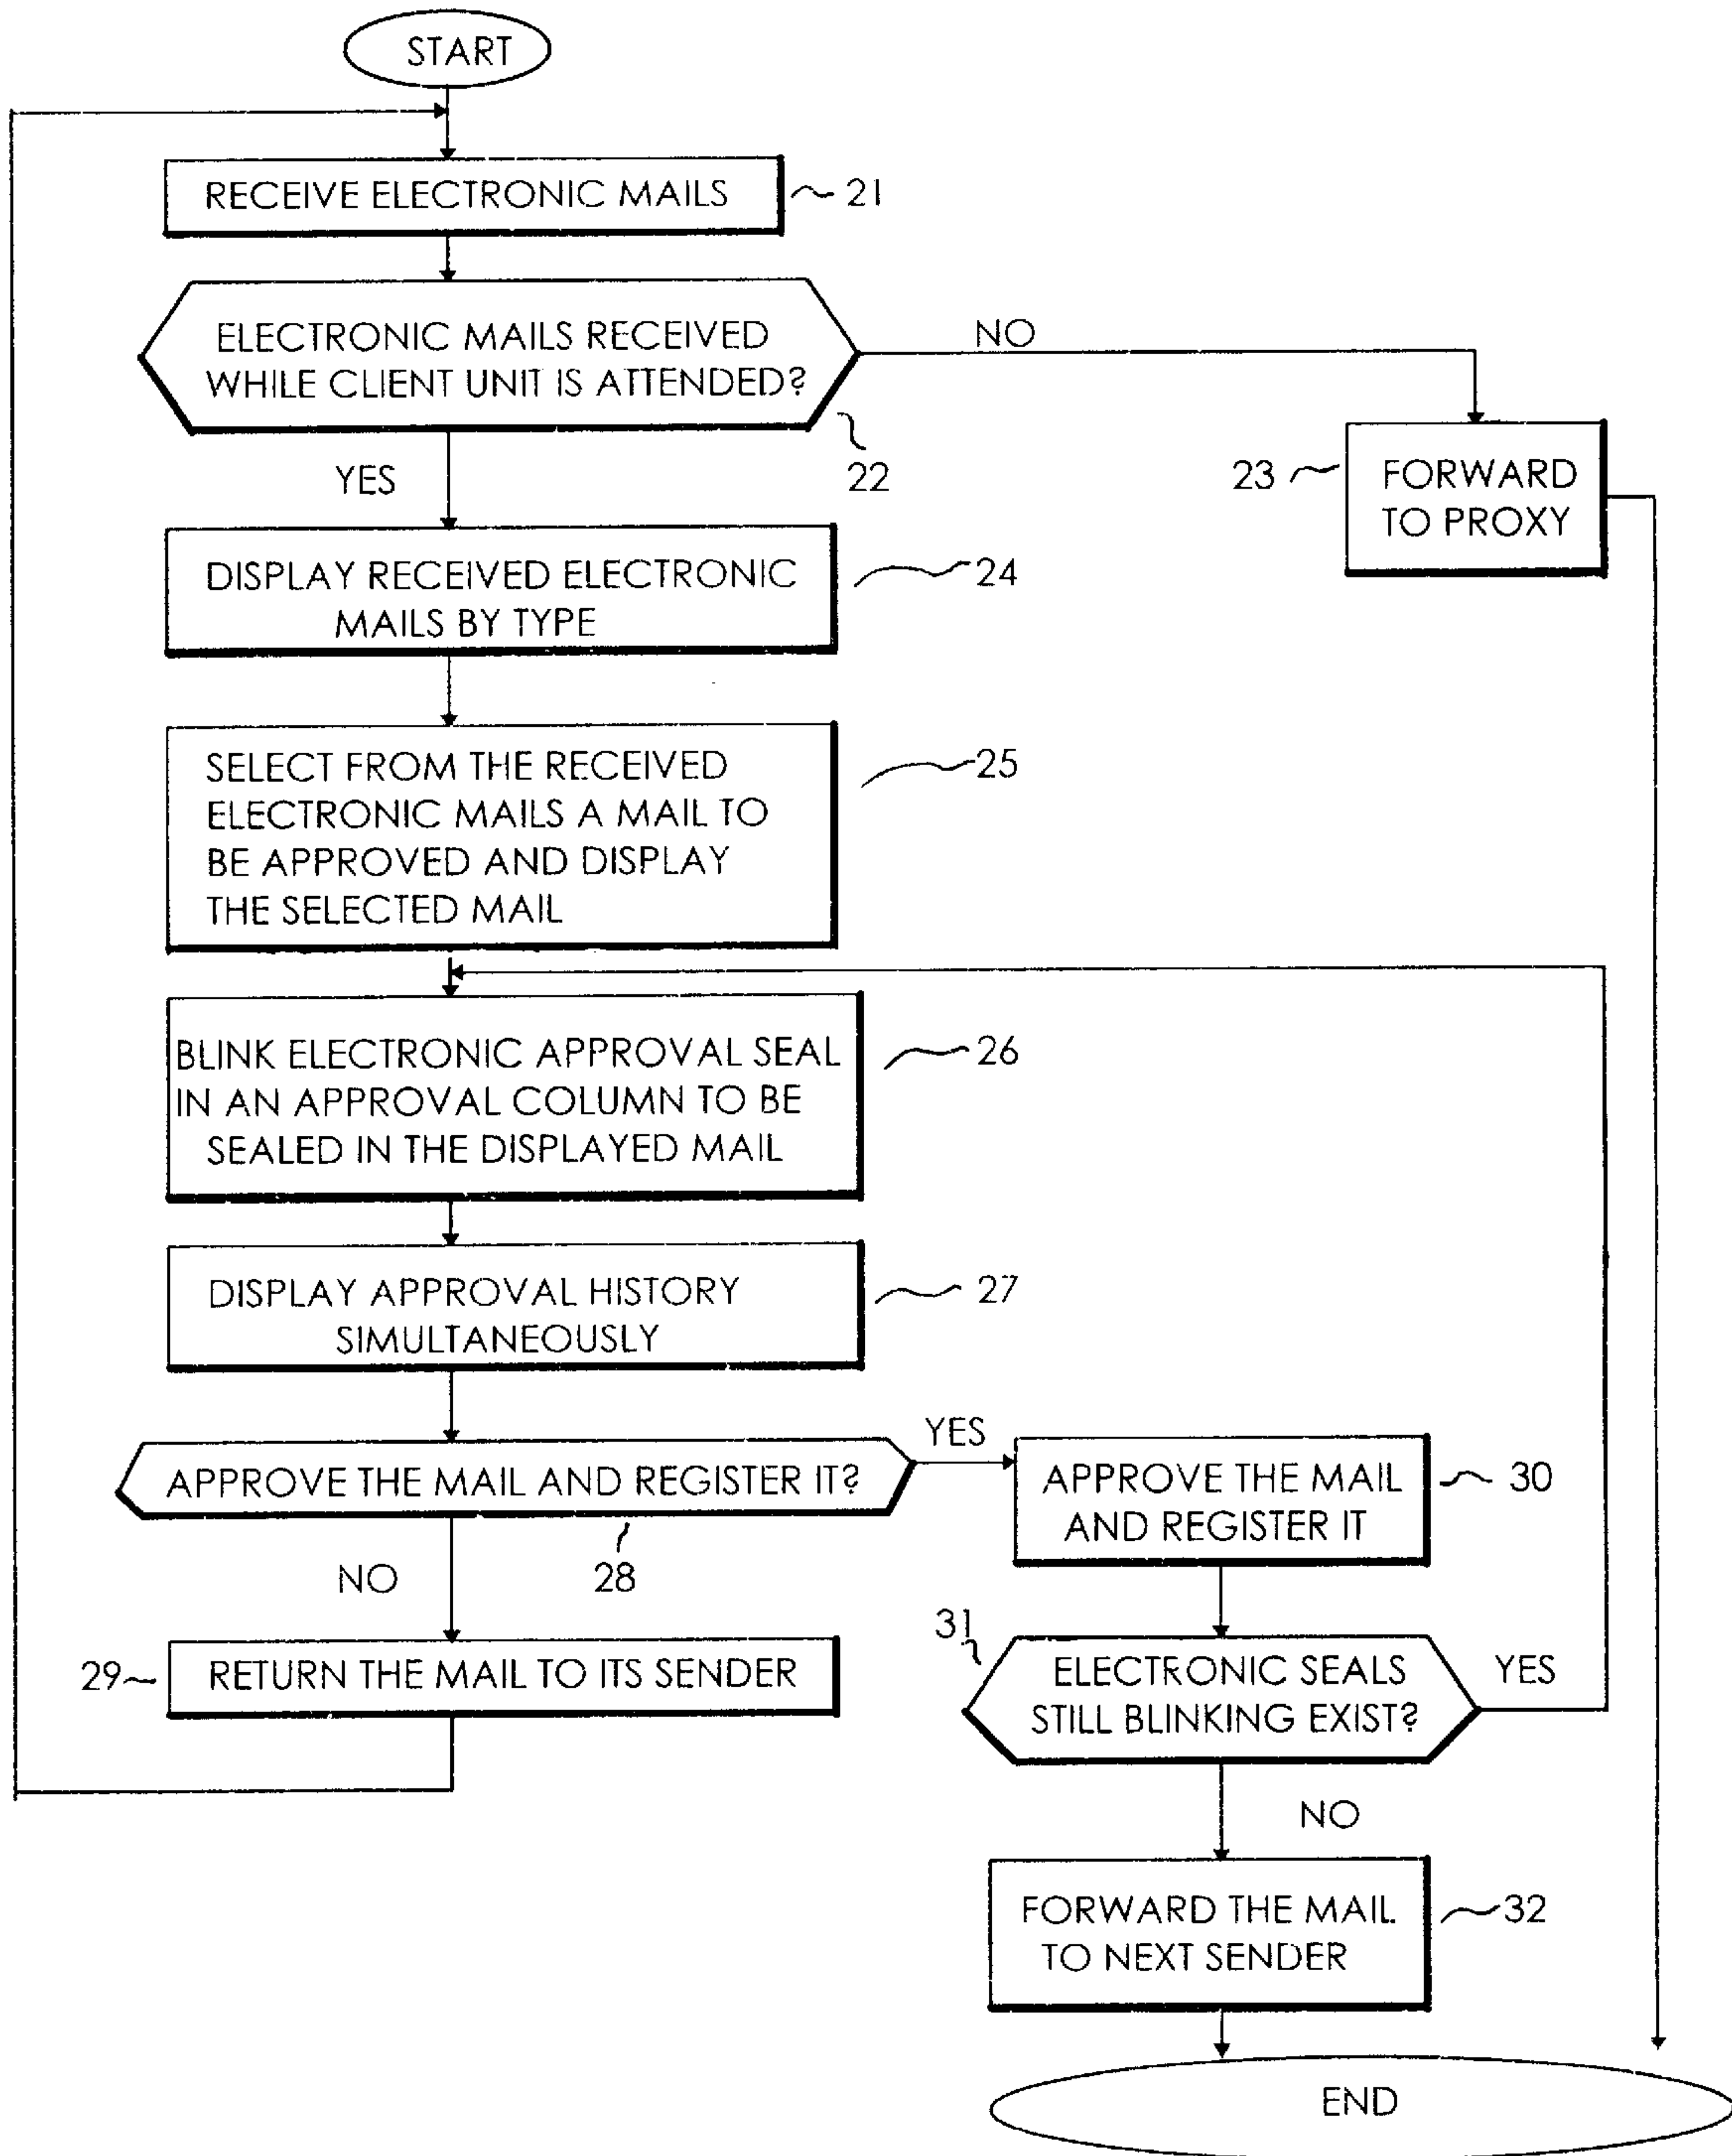 START
RECEIVE ELECTRONIC MAILS
21
ELECTRONIC MAILS RECEIVED
WHILE CLIENT UNIT IS ATTENDED?
NO
22
YES
23
FORWARD
TO PROXY
DISPLAY RECEIVED ELECTRONIC
MAILS BY TYPE
24
SELECT FROM THE RECEIVED
ELECTRONIC MAILS A MAIL TO
BE APPROVED AND DISPLAY
THE SELECTED MAIL
25
BLINK ELECTRONIC APPROVAL SEAL
IN AN APPROVAL COLUMN TO BE
SEALED IN THE DISPLAYED MAIL
26
DISPLAY APPROVAL HISTORY
SIMULTANEOUSLY
27
APPROVE THE MAIL AND REGISTER IT?
YES
28
NO
APPROVE THE MAIL
AND REGISTER IT
30
29
RETURN THE MAIL TO ITS SENDER
31
ELECTRONIC SEALS
STILL BLINKING EXIST?
YES
NO
FORWARD THE MAIL
TO NEXT SENDER
32
END